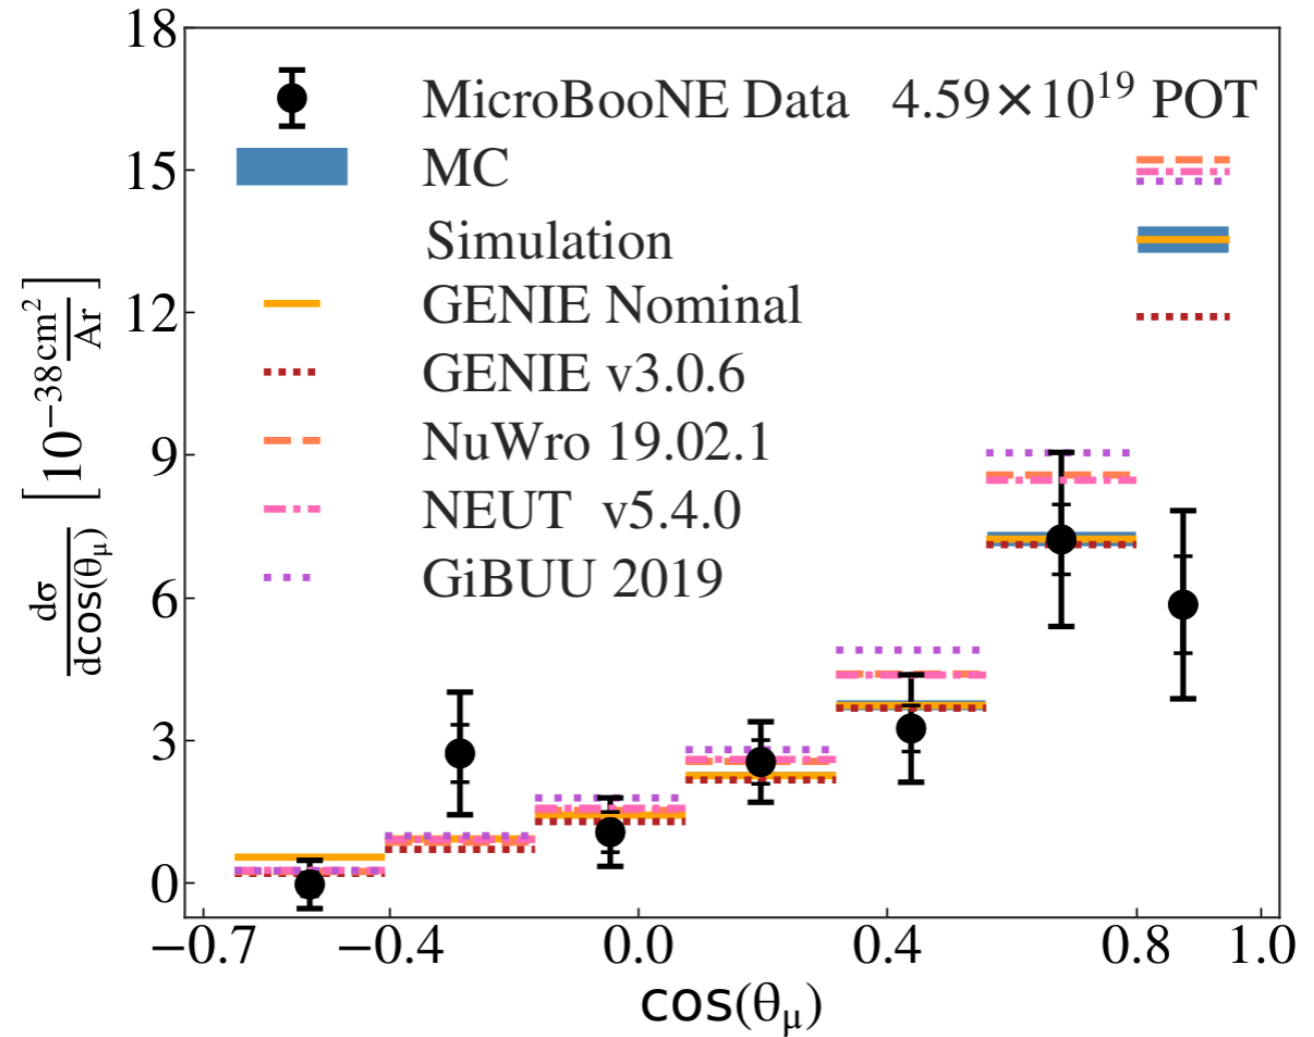 18
15
12
9
6
3
0
dσ
dcos(θμ)
[10⁻³⁸ cm²
Ar]
MicroBooNE Data 4.59×10¹⁹ POT
MC
Simulation
GENIE Nominal
GENIE v3.0.6
NuWro 19.02.1
NEUT v5.4.0
GiBUU 2019
−0.7 −0.4 0.0 0.4 0.8 1.0
cos(θμ)